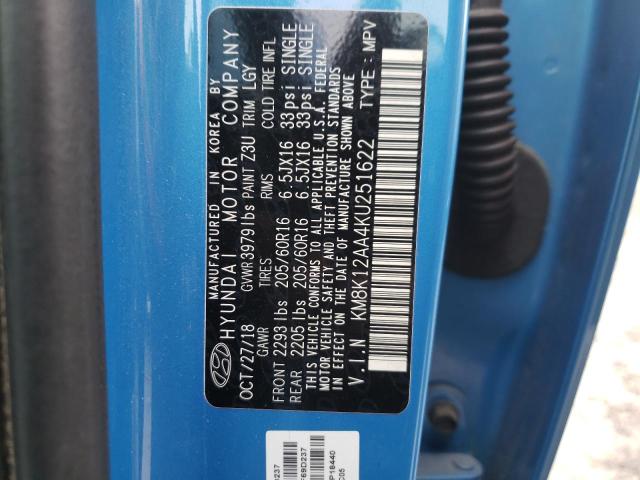 MANUFACTURED IN KOREA BY
HYUNDAI MOTOR COMPANY
OCT/27/18 GVWR 3979 lbs PAINT Z3U TRIM LGY
GAWR TIRES RIMS COLD TIRE INFL
FRONT 2293 lbs 205/60R16 6.5JX16 33psi SINGLE
REAR 2205 lbs 205/60R16 6.5JX16 33psi SINGLE
THIS VEHICLE CONFORMS TO ALL APPLICABLE U.S.A. FEDERAL
MOTOR VEHICLE SAFETY AND THEFT PREVENTION STANDARDS
IN EFFECT ON THE DATE OF MANUFACTURE SHOWN ABOVE
V.I.N KM8K12AA4KU251622 TYPE: MPV